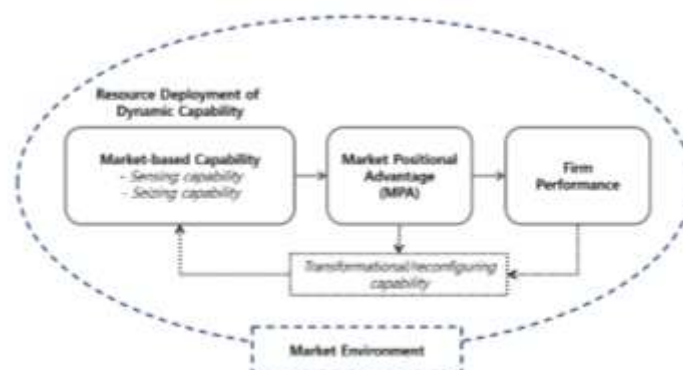 Resource Deployment of
Dynamic Capability
Market-based Capability
- Sensing capability
- Seizing capability
Market Positional
Advantage
(MPA)
Firm
Performance
Transformational/reconfiguring
capability
Market Environment